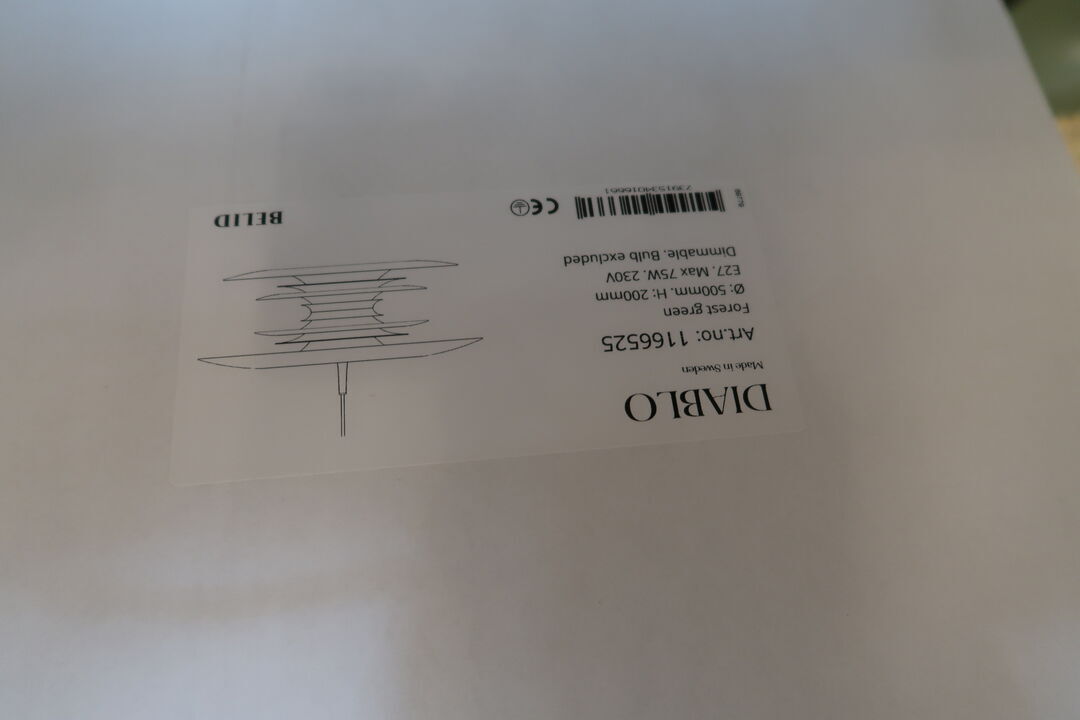 DIABLO
Made in Sweden
Art.no: 1166525
Forest green
Ø: 500mm. H: 200mm
E27. Max 75W. 230V
Dimmable. Bulb excluded
7391534016661
BELID